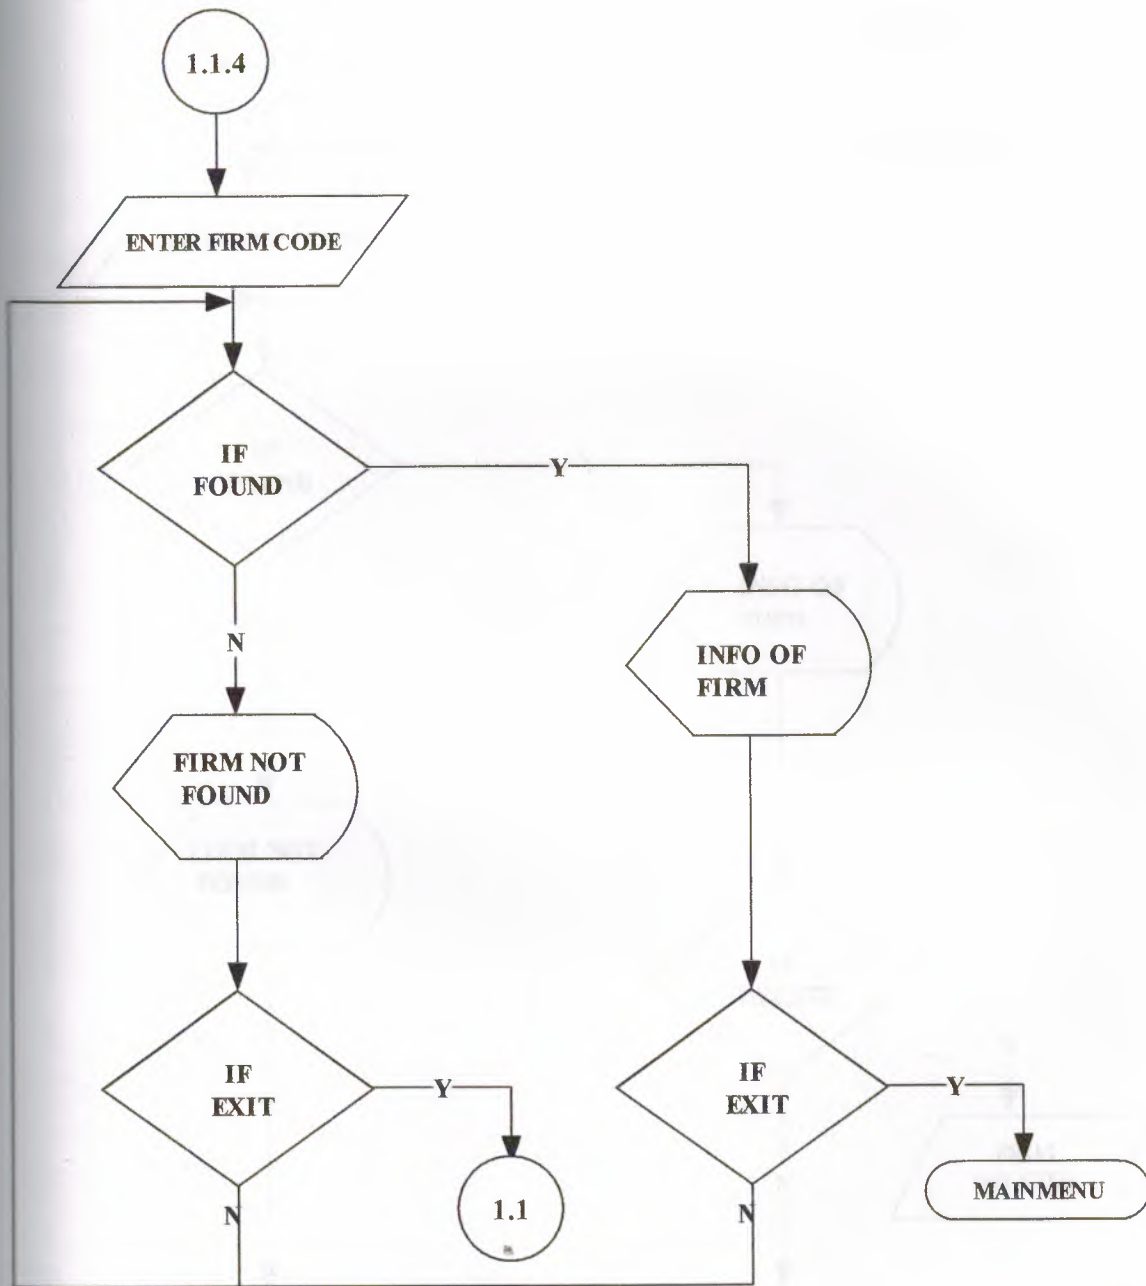 1.1.4
ENTER FIRM CODE
IF
FOUND
Y
N
INFO OF
FIRM
FIRM NOT
FOUND
IF
EXIT
Y
IF
EXIT
Y
N
1.1
N
MAINMENU